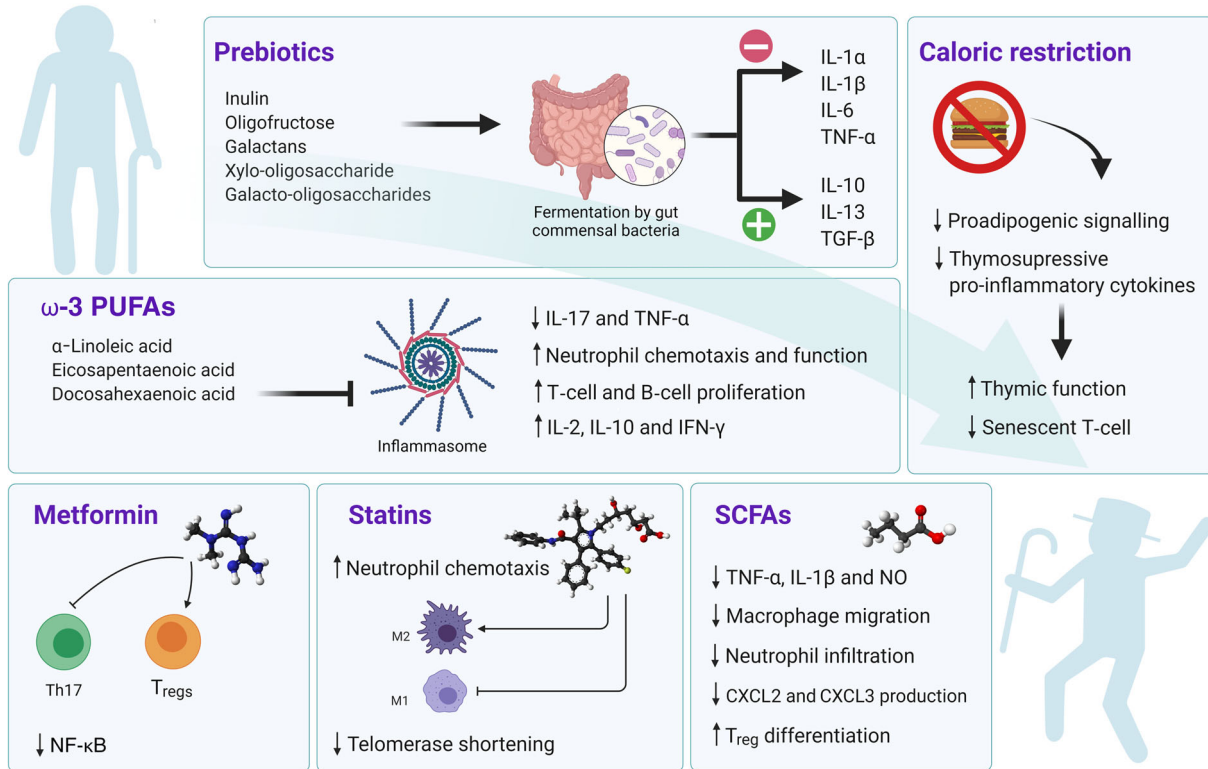 Prebiotics
Inulin
Oligofructose
Galactans
Xylo-oligosaccharide
Galacto-oligosaccharides
Fermentation by gut
commensal bacteria
IL-1α
IL-1β
IL-6
TNF-α
IL-10
IL-13
TGF-β
Caloric restriction
↓ Proadipogenic signalling
↓ Thymosupressive
pro-inflammatory cytokines
↑ Thymic function
↓ Senescent T-cell
ω-3 PUFAs
α-Linoleic acid
Eicosapentaenoic acid
Docosahexaenoic acid
Inflammasome
↓ IL-17 and TNF-α
↑ Neutrophil chemotaxis and function
↑ T-cell and B-cell proliferation
↑ IL-2, IL-10 and IFN-γ
Metformin
Th17
Tregs
↓ NF-κB
Statins
↑ Neutrophil chemotaxis
M2
M1
↓ Telomerase shortening
SCFAs
↓ TNF-α, IL-1β and NO
↓ Macrophage migration
↓ Neutrophil infiltration
↓ CXCL2 and CXCL3 production
↑ Treg differentiation